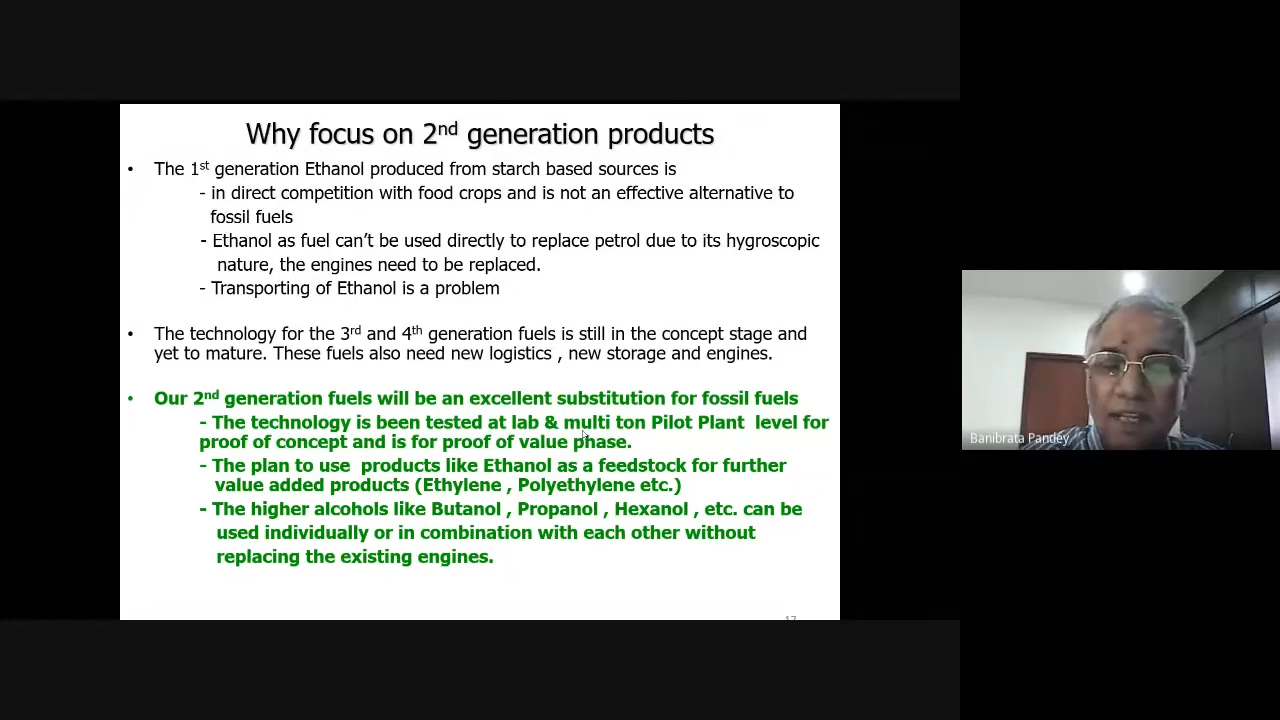 Why focus on 2nd generation products
• The 1st generation Ethanol produced from starch based sources is
- in direct competition with food crops and is not an effective alternative to
fossil fuels
- Ethanol as fuel can’t be used directly to replace petrol due to its hygroscopic
nature, the engines need to be replaced.
- Transporting of Ethanol is a problem
• The technology for the 3rd and 4th generation fuels is still in the concept stage and
yet to mature. These fuels also need new logistics , new storage and engines.
• Our 2nd generation fuels will be an excellent substitution for fossil fuels
- The technology is been tested at lab & multi ton Pilot Plant level for
proof of concept and is for proof of value phase.
- The plan to use products like Ethanol as a feedstock for further
value added products (Ethylene , Polyethylene etc.)
- The higher alcohols like Butanol , Propanol , Hexanol , etc. can be
used individually or in combination with each other without
replacing the existing engines.
17
Banibrata Pandey